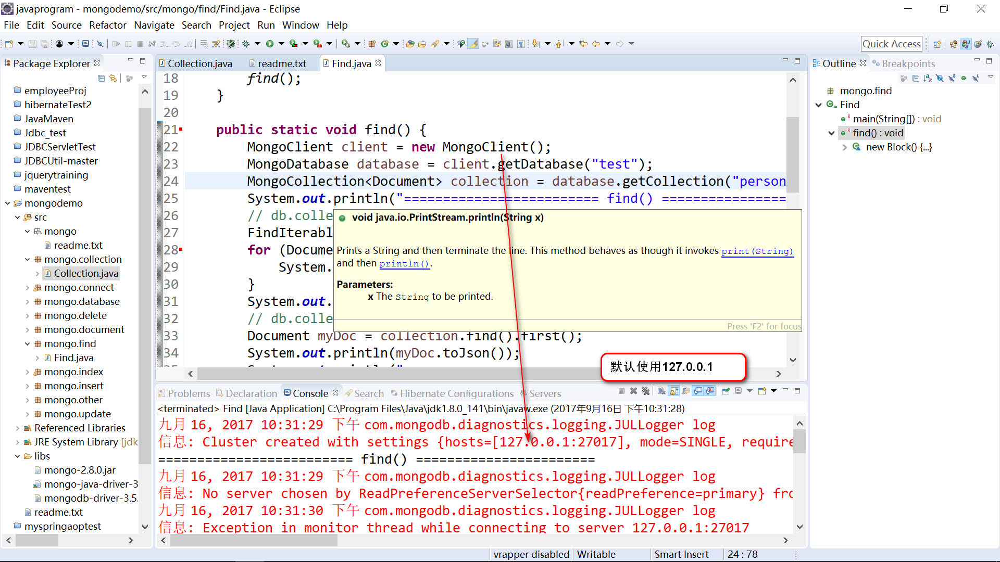 javaprogram - mongodemo/src/mongo/find/Find.java - Eclipse
File Edit Source Refactor Navigate Search Project Run Window Help
Quick Access
Package Explorer
employeeProj
hibernateTest2
JavaMaven
Jdbc_test
JDBCServletTest
JDBCUtil-master
jquerytraining
maventest
mongodemo
src
mongo
readme.txt
mongo.collection
Collection.java
mongo.connect
mongo.database
mongo.delete
mongo.document
mongo.find
Find.java
mongo.index
mongo.insert
mongo.other
mongo.update
Referenced Libraries
JRE System Library [jdk
libs
mongo-2.8.0.jar
mongo-java-driver-3
mongodb-driver-3.5.
readme.txt
myspringaoptest
Collection.java readme.txt Find.java
18 find();
19 }
20
21 public static void find() {
22 MongoClient client = new MongoClient();
23 MongoDatabase database = client.getDatabase("test");
24 MongoCollection<Document> collection = database.getCollection("person
25 System.out.println("========================= find() ================
26 // db.colle
27 FindIterabl
28 for (Docume
29 System.
30 }
31 System.out.
32 // db.colle
33 Document myDoc = collection.find().first();
34 System.out.println(myDoc.toJson());
void java.io.PrintStream.println(String x)
Prints a String and then terminate the line. This method behaves as though it invokes print(String)
and then println().
Parameters:
x The String to be printed.
Press 'F2' for focus
默认使用127.0.0.1
Problems Declaration Console Search Hibernate Configurations Servers
<terminated> Find [Java Application] C:\Program Files\Java\jdk1.8.0_141\bin\javaw.exe (2017年9月16日 下午10:31:28)
九月 16, 2017 10:31:29 下午 com.mongodb.diagnostics.logging.JULLogger log
信息: Cluster created with settings {hosts=[127.0.0.1:27017], mode=SINGLE, require
========================= find() =======================
九月 16, 2017 10:31:29 下午 com.mongodb.diagnostics.logging.JULLogger log
信息: No server chosen by ReadPreferenceServerSelector{readPreference=primary} fro
九月 16, 2017 10:31:30 下午 com.mongodb.diagnostics.logging.JULLogger log
信息: Exception in monitor thread while connecting to server 127.0.0.1:27017
Outline Breakpoints
mongo.find
Find
main(String[]) : void
find() : void
new Block() {...}
vrapper disabled Writable Smart Insert 24 : 78